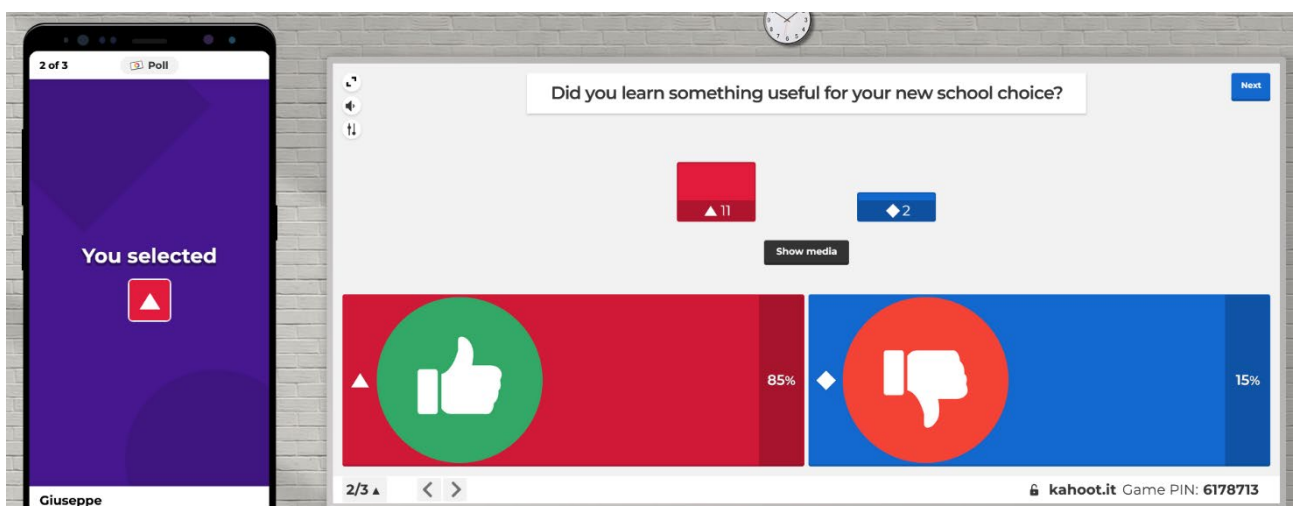 2 of 3 Poll
You selected
Giuseppe
Did you learn something useful for your new school choice?
Next
11
2
Show media
85%
15%
2/3
kahoot.it Game PIN: 6178713